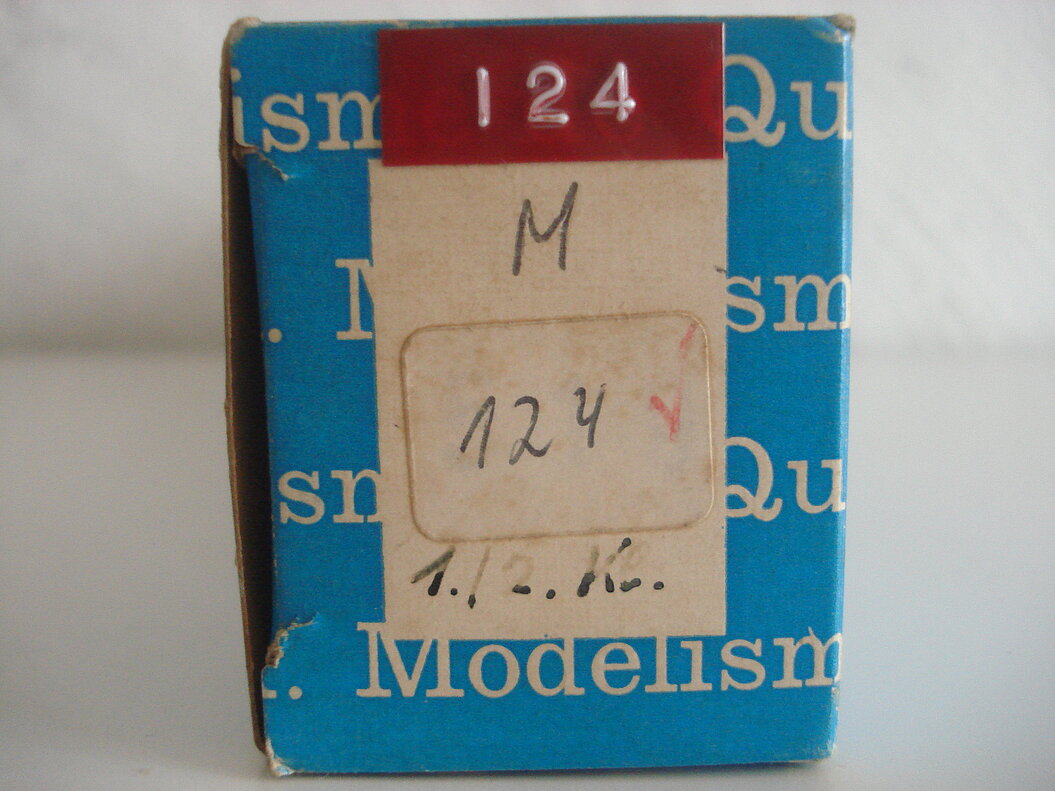 124
ism Qu
M
. M sm
124
sm Qu
1./2. Kl.
. Modelism